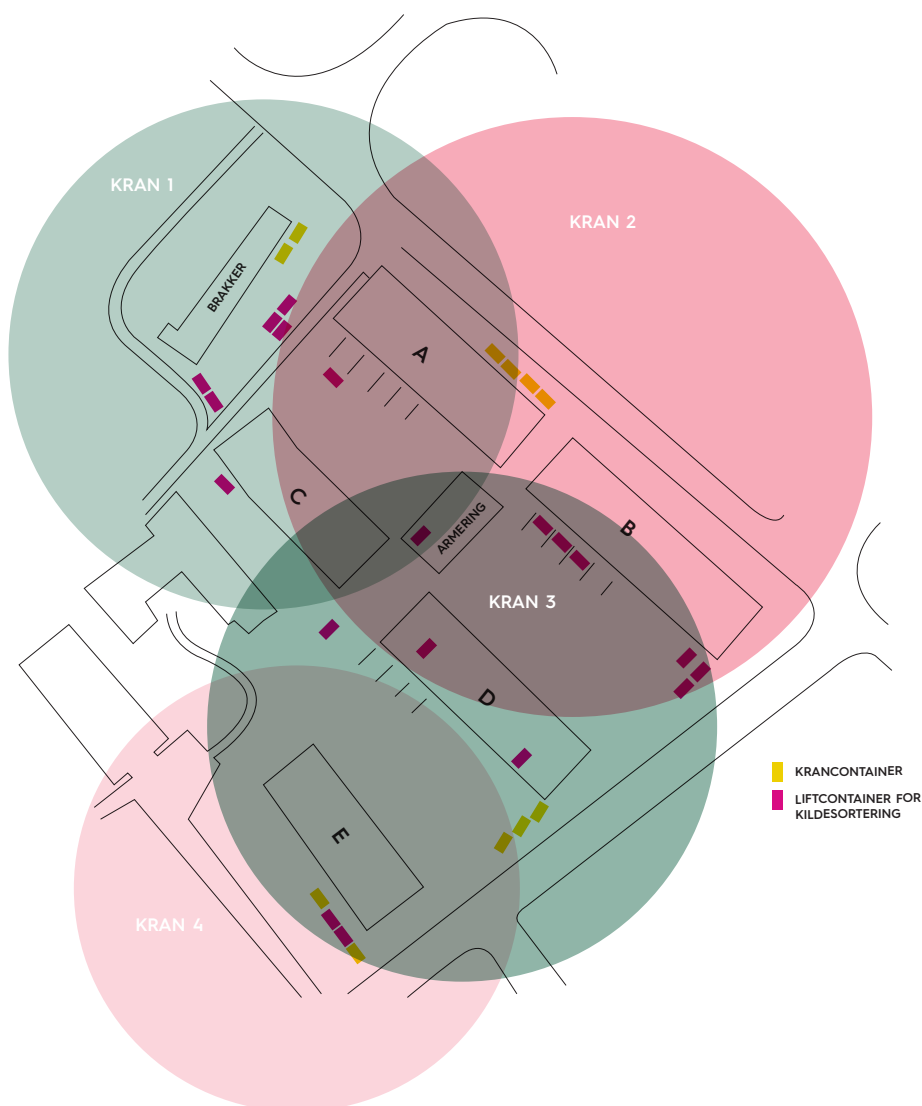 KRAN 1
KRAN 2
BRAKKER
A
C
ARMERING
B
KRAN 3
D
KRANCONTAINER
LIFTCONTAINER FOR
KILDESORTERING
E
KRAN 4